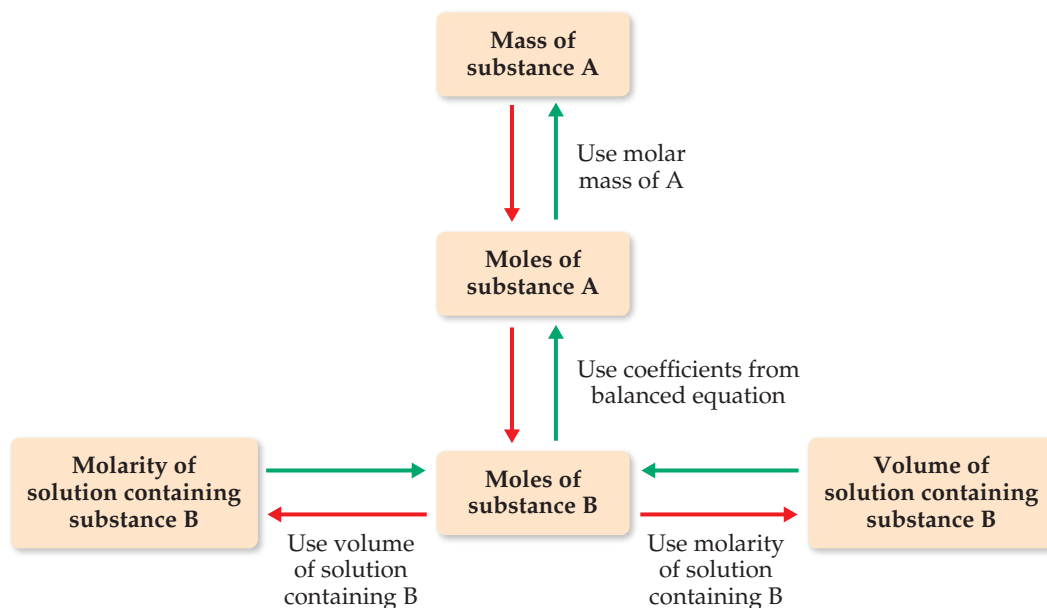 Mass of
substance A
Use molar
mass of A
Moles of
substance A
Use coefficients from
balanced equation
Molarity of
solution containing
substance B
Moles of
substance B
Volume of
solution containing
substance B
Use volume
of solution
containing B
Use molarity
of solution
containing B